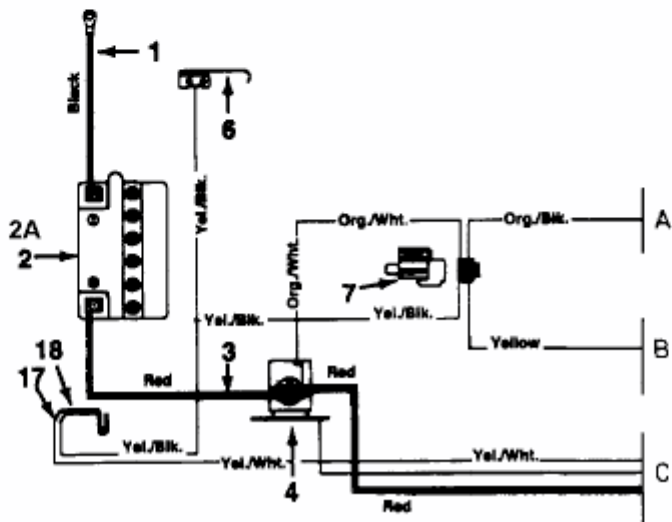 1
Black
6
Yel./Blk.
2A
2
Org./Wht.
Org./Blk.
A
Org./Wht.
7
Yel./Blk.
Yel./Blk.
Yellow
B
18
17
3
Red
Red
4
Yel./Blk.
Yel./Wht.
Yel./Wht.
C
Red